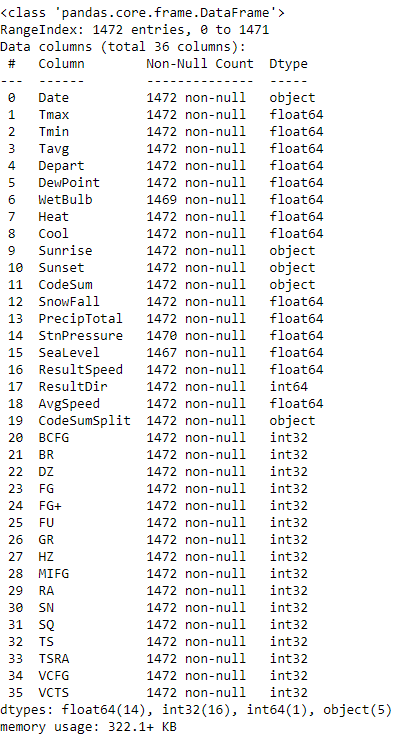 <class 'pandas.core.frame.DataFrame'>
RangeIndex: 1472 entries, 0 to 1471
Data columns (total 36 columns):
 #   Column       Non-Null Count  Dtype
---  ------       --------------  -----
 0   Date         1472 non-null   object
 1   Tmax         1472 non-null   float64
 2   Tmin         1472 non-null   float64
 3   Tavg         1472 non-null   float64
 4   Depart       1472 non-null   float64
 5   DewPoint     1472 non-null   float64
 6   WetBulb      1469 non-null   float64
 7   Heat         1472 non-null   float64
 8   Cool         1472 non-null   float64
 9   Sunrise      1472 non-null   object
 10  Sunset       1472 non-null   object
 11  CodeSum      1472 non-null   object
 12  SnowFall     1472 non-null   float64
 13  PrecipTotal  1472 non-null   float64
 14  StnPressure  1470 non-null   float64
 15  SeaLevel     1467 non-null   float64
 16  ResultSpeed  1472 non-null   float64
 17  ResultDir    1472 non-null   int64
 18  AvgSpeed     1472 non-null   float64
 19  CodeSumSplit 1472 non-null   object
 20  BCFG         1472 non-null   int32
 21  BR           1472 non-null   int32
 22  DZ           1472 non-null   int32
 23  FG           1472 non-null   int32
 24  FG+          1472 non-null   int32
 25  FU           1472 non-null   int32
 26  GR           1472 non-null   int32
 27  HZ           1472 non-null   int32
 28  MIFG         1472 non-null   int32
 29  RA           1472 non-null   int32
 30  SN           1472 non-null   int32
 31  SQ           1472 non-null   int32
 32  TS           1472 non-null   int32
 33  TSRA         1472 non-null   int32
 34  VCFG         1472 non-null   int32
 35  VCTS         1472 non-null   int32
dtypes: float64(14), int32(16), int64(1), object(5)
memory usage: 322.1+ KB